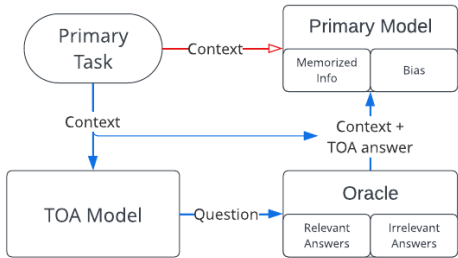 Primary
Task
Context
Primary Model
Memorized
Info
Bias
Context
Context +
TOA answer
TOA Model
Question
Oracle
Relevant
Answers
Irrelevant
Answers